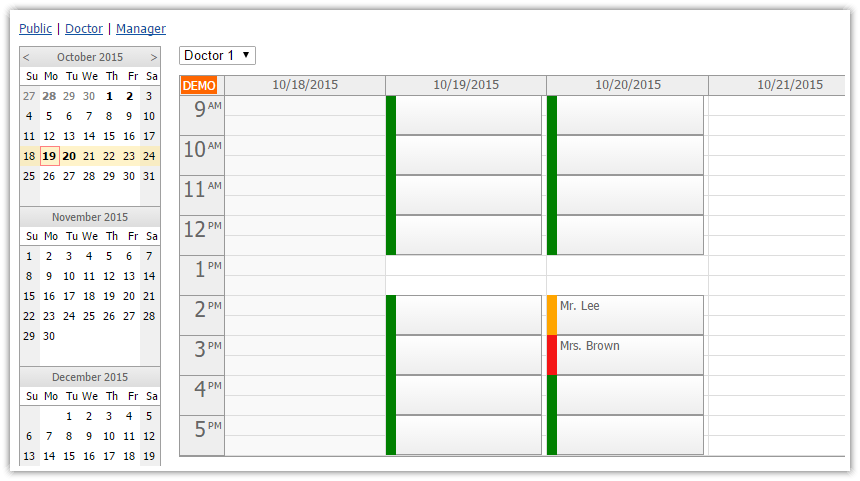 Public | Doctor | Manager
< October 2015 >
Su Mo Tu We Th Fr Sa
27 28 29 30 1 2 3
4 5 6 7 8 9 10
11 12 13 14 15 16 17
18 19 20 21 22 23 24
25 26 27 28 29 30 31
November 2015
Su Mo Tu We Th Fr Sa
1 2 3 4 5 6 7
8 9 10 11 12 13 14
15 16 17 18 19 20 21
22 23 24 25 26 27 28
29 30
December 2015
Su Mo Tu We Th Fr Sa
1 2 3 4 5
6 7 8 9 10 11 12
13 14 15 16 17 18 19
Doctor 1
DEMO 10/18/2015 10/19/2015 10/20/2015 10/21/2015
9 AM
10 AM
11 AM
12 PM
1 PM
2 PM Mr. Lee
3 PM Mrs. Brown
4 PM
5 PM